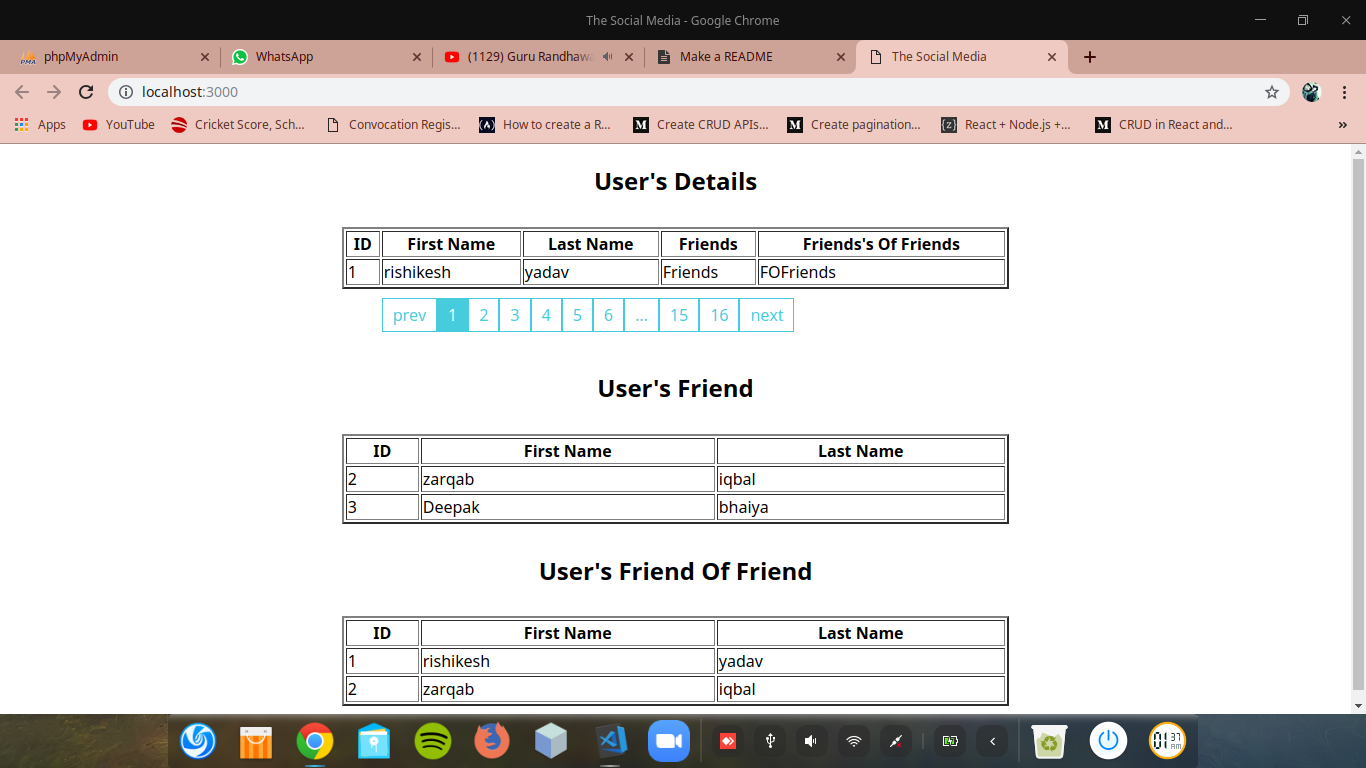 The Social Media - Google Chrome
phpMyAdmin
WhatsApp
(1129) Guru Randhawa
Make a README
The Social Media
localhost:3000
Apps
YouTube
Cricket Score, Sch...
Convocation Regis...
How to create a R...
Create CRUD APIs...
Create pagination...
React + Node.js +...
CRUD in React and...
User's Details
ID First Name Last Name Friends Friends's Of Friends
1 rishikesh yadav Friends FOFriends
prev 1 2 3 4 5 6 ... 15 16 next
User's Friend
ID First Name Last Name
2 zarqab iqbal
3 Deepak bhaiya
User's Friend Of Friend
ID First Name Last Name
1 rishikesh yadav
2 zarqab iqbal
01 37 AM